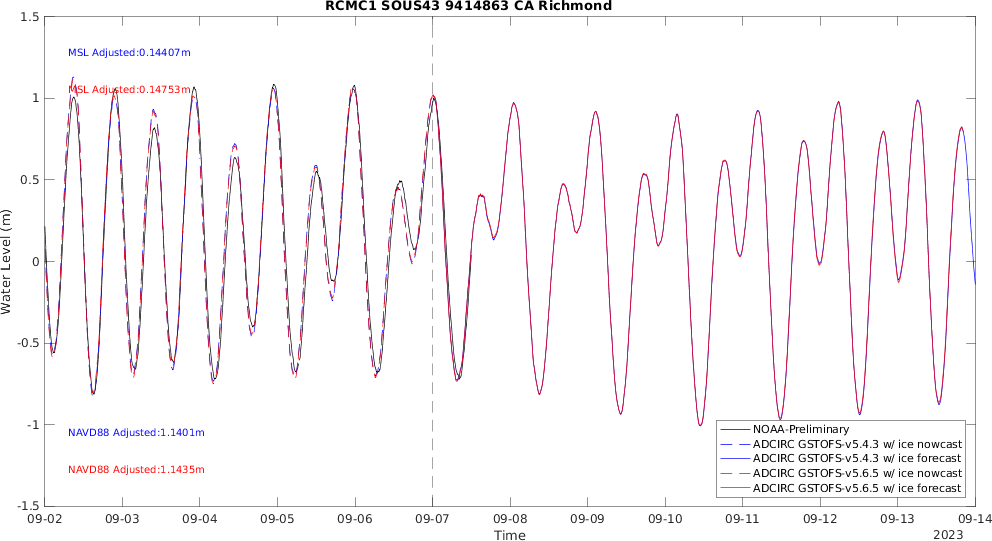 RCMC1 SOUS43 9414863 CA Richmond
1.5
1
0.5
0
-0.5
-1
-1.5
Water Level (m)
MSL Adjusted:0.14407m
MSL Adjusted:0.14753m
NAVD88 Adjusted:1.1401m
NAVD88 Adjusted:1.1435m
NOAA-Preliminary
ADCIRC GSTOFS-v5.4.3 w/ ice nowcast
ADCIRC GSTOFS-v5.4.3 w/ ice forecast
ADCIRC GSTOFS-v5.6.5 w/ ice nowcast
ADCIRC GSTOFS-v5.6.5 w/ ice forecast
09-02 09-03 09-04 09-05 09-06 09-07 09-08 09-09 09-10 09-11 09-12 09-13 09-14
Time
2023